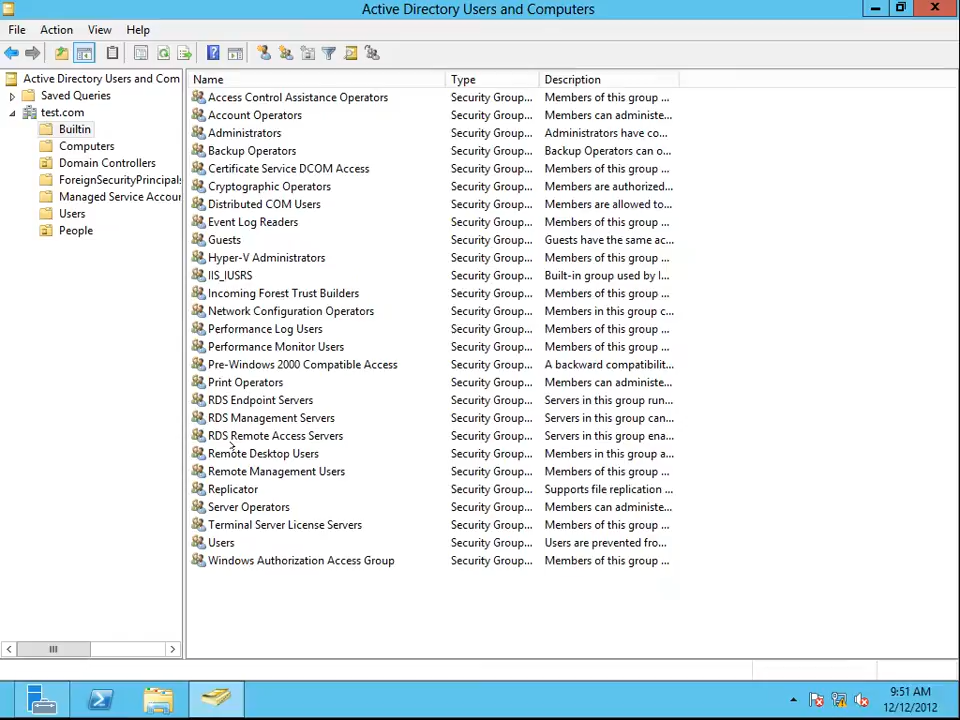 Active Directory Users and Computers
File Action View Help
Active Directory Users and Com
Saved Queries
test.com
Builtin
Computers
Domain Controllers
ForeignSecurityPrincipals
Managed Service Accour
Users
People
Name Type Description
Access Control Assistance Operators Security Group... Members of this group ...
Account Operators Security Group... Members can administe...
Administrators Security Group... Administrators have co...
Backup Operators Security Group... Backup Operators can o...
Certificate Service DCOM Access Security Group... Members of this group ...
Cryptographic Operators Security Group... Members are authorized...
Distributed COM Users Security Group... Members are allowed to...
Event Log Readers Security Group... Members of this group ...
Guests Security Group... Guests have the same ac...
Hyper-V Administrators Security Group... Members of this group ...
IIS_IUSRS Security Group... Built-in group used by I...
Incoming Forest Trust Builders Security Group... Members of this group ...
Network Configuration Operators Security Group... Members in this group c...
Performance Log Users Security Group... Members of this group ...
Performance Monitor Users Security Group... Members of this group ...
Pre-Windows 2000 Compatible Access Security Group... A backward compatibilit...
Print Operators Security Group... Members can administe...
RDS Endpoint Servers Security Group... Servers in this group run...
RDS Management Servers Security Group... Servers in this group can...
RDS Remote Access Servers Security Group... Servers in this group ena...
Remote Desktop Users Security Group... Members in this group a...
Remote Management Users Security Group... Members of this group ...
Replicator Security Group... Supports file replication ...
Server Operators Security Group... Members can administe...
Terminal Server License Servers Security Group... Members of this group ...
Users Security Group... Users are prevented fro...
Windows Authorization Access Group Security Group... Members of this group ...
9:51 AM
12/12/2012